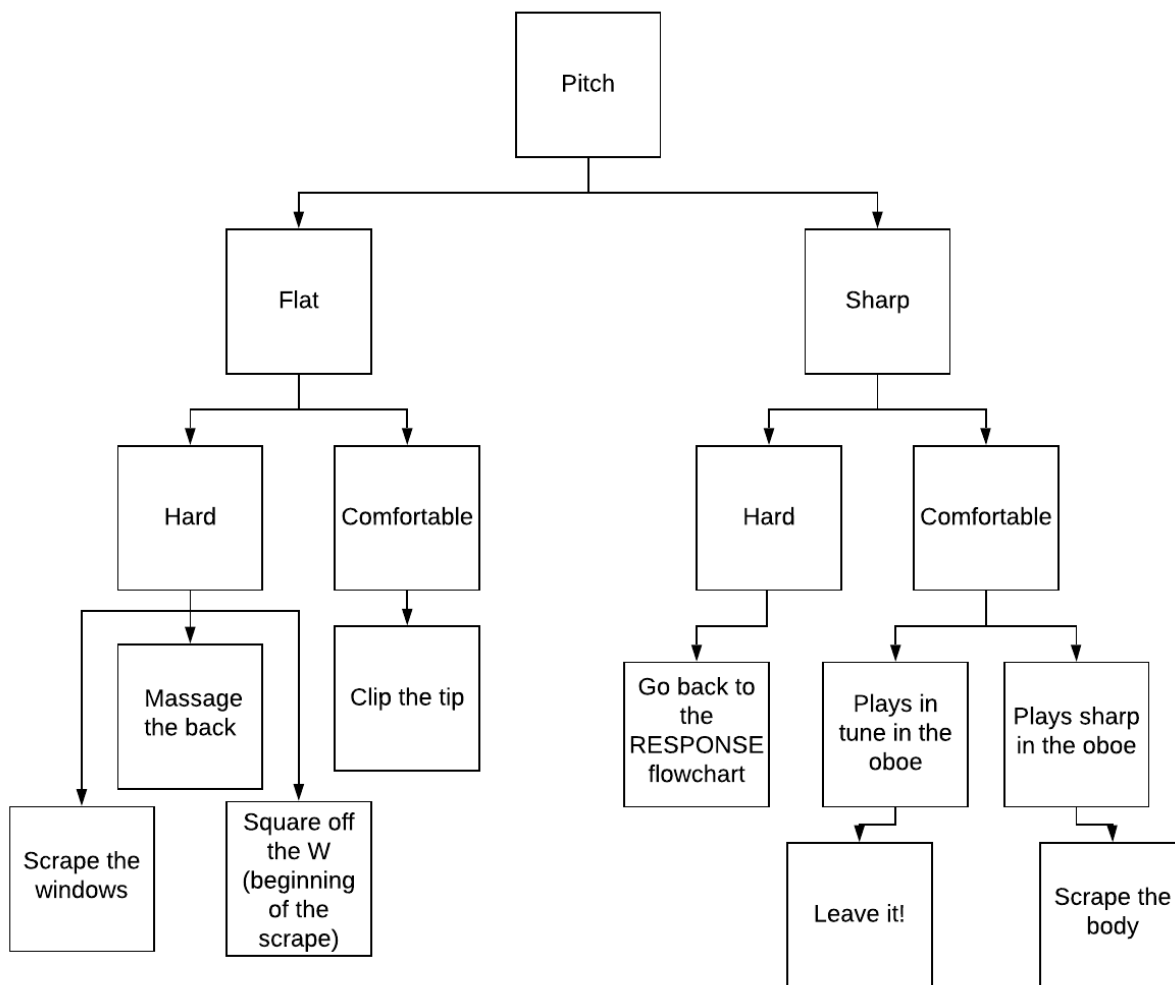 Pitch
Flat
Sharp
Hard
Comfortable
Hard
Comfortable
Massage
the back
Clip the tip
Go back to
the
RESPONSE
flowchart
Plays in
tune in the
oboe
Plays sharp
in the oboe
Scrape the
windows
Square off
the W
(beginning
of the
scrape)
Leave it!
Scrape the
body